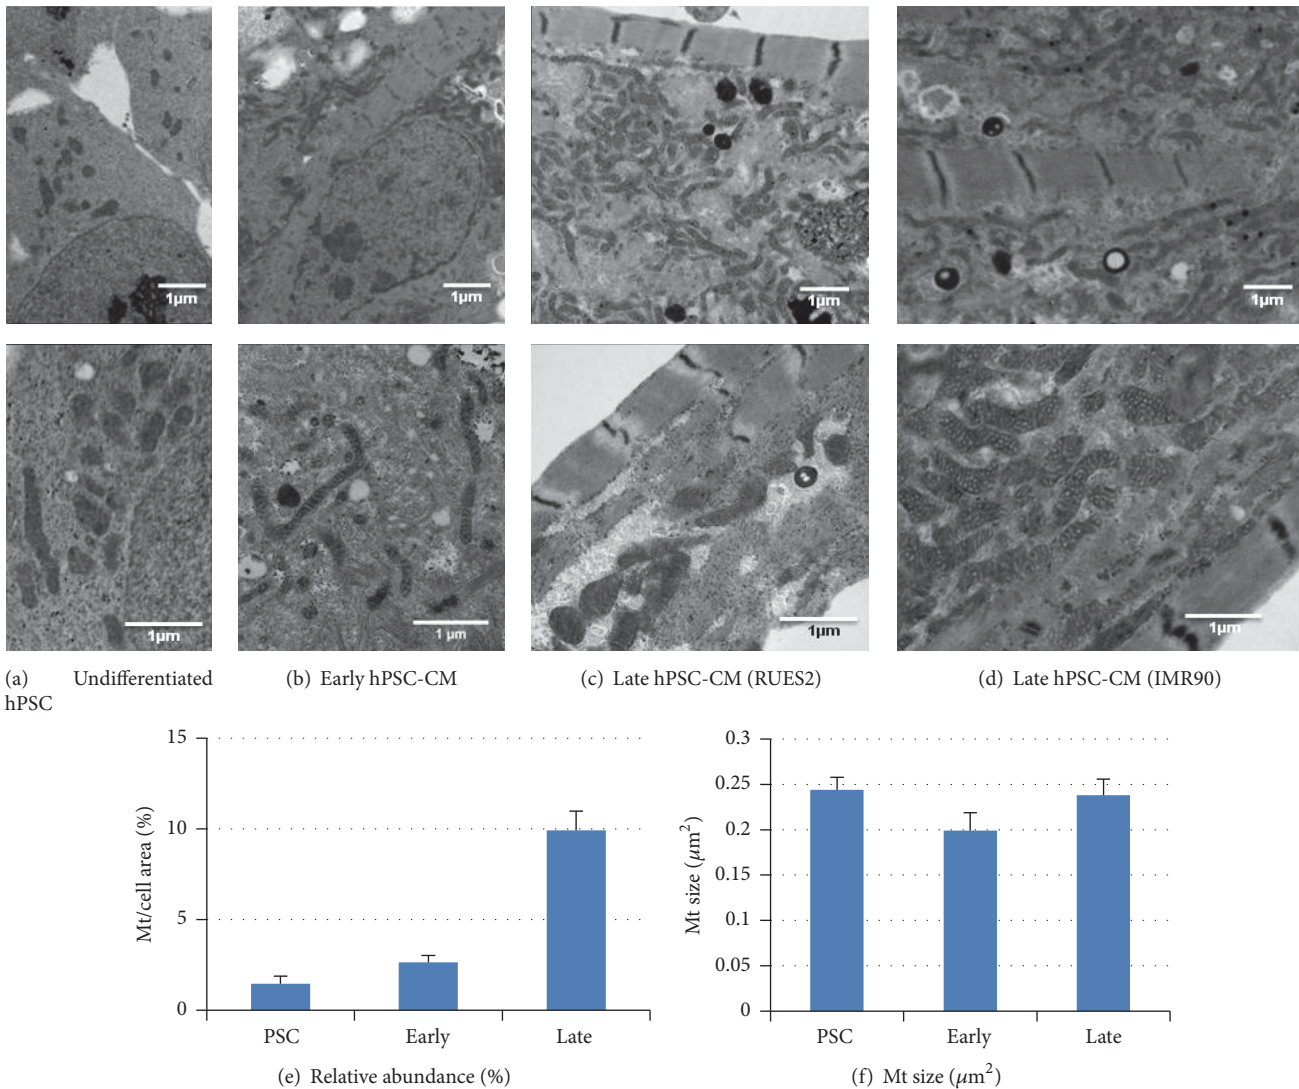 1μm
1μm
1μm
1μm
1μm
1 μm
1μm
1μm
(a) Undifferentiated
hPSC
(b) Early hPSC-CM
(c) Late hPSC-CM (RUES2)
(d) Late hPSC-CM (IMR90)
15
10
5
0
Mt/cell area (%)
PSC Early Late
(e) Relative abundance (%)
0.3
0.25
0.2
0.15
0.1
0.05
0
Mt size (μm²)
PSC Early Late
(f) Mt size (μm²)